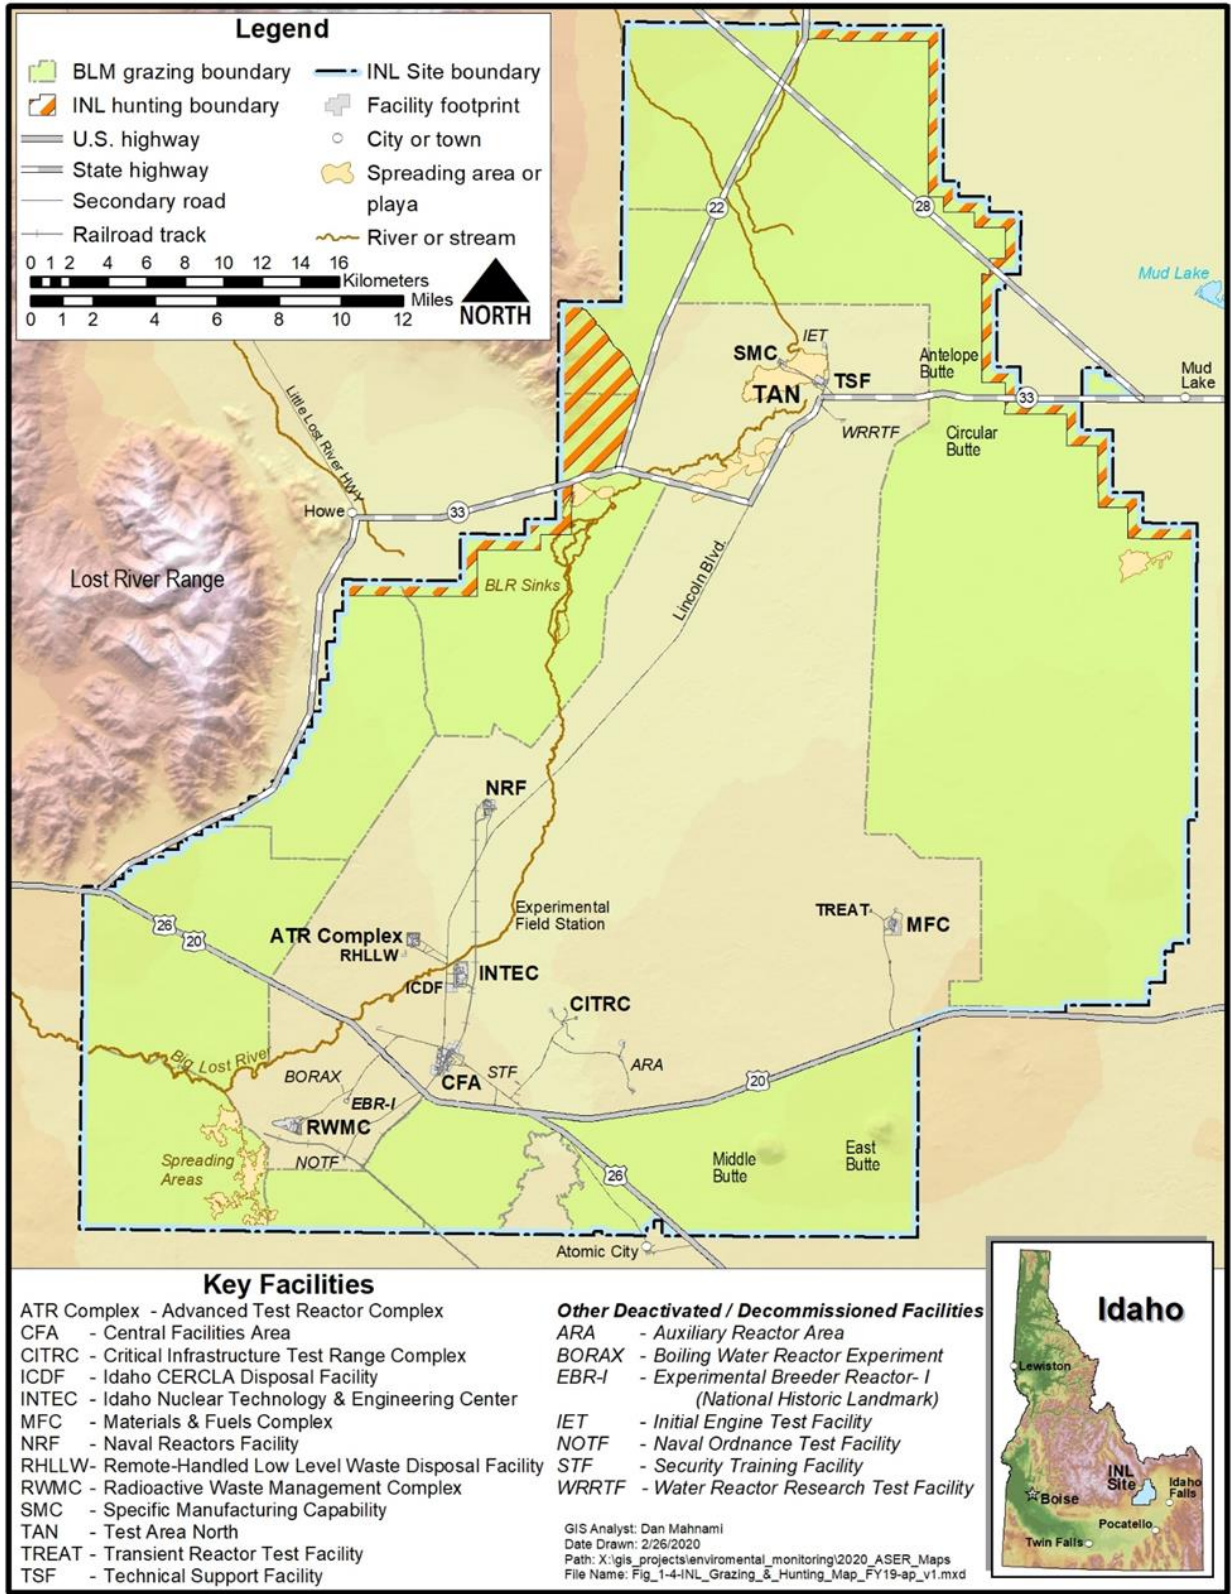 Legend
BLM grazing boundary
INL hunting boundary
U.S. highway
State highway
Secondary road
Railroad track
INL Site boundary
Facility footprint
City or town
Spreading area or
playa
River or stream
0 1 2 4 6 8 10 12 14 16
Kilometers
Miles
0 1 2 4 6 8 10 12
NORTH
22
28
Mud Lake
IET
SMC
TSF
TAN
Antelope
Butte
Mud
Lake
33
WRRTF
Circular
Butte
Little Lost River HWY
Howe
33
Lost River Range
BLR Sinks
Lincoln Blvd.
NRF
Experimental
Field Station
26
20
ATR Complex
RHLLW
INTEC
ICDF
TREAT
MFC
CITRC
Big Lost River
BORAX
STF
ARA
CFA
EBR-I
20
RWMC
Spreading
Areas
NOTF
26
Middle
Butte
East
Butte
Atomic City
Key Facilities
ATR Complex - Advanced Test Reactor Complex
CFA - Central Facilities Area
CITRC - Critical Infrastructure Test Range Complex
ICDF - Idaho CERCLA Disposal Facility
INTEC - Idaho Nuclear Technology & Engineering Center
MFC - Materials & Fuels Complex
NRF - Naval Reactors Facility
RHLLW- Remote-Handled Low Level Waste Disposal Facility
RWMC - Radioactive Waste Management Complex
SMC - Specific Manufacturing Capability
TAN - Test Area North
TREAT - Transient Reactor Test Facility
TSF - Technical Support Facility
Other Deactivated / Decommissioned Facilities
ARA - Auxiliary Reactor Area
BORAX - Boiling Water Reactor Experiment
EBR-I - Experimental Breeder Reactor- I
(National Historic Landmark)
IET - Initial Engine Test Facility
NOTF - Naval Ordnance Test Facility
STF - Security Training Facility
WRRTF - Water Reactor Research Test Facility
GIS Analyst: Dan Mahnami
Date Drawn: 2/26/2020
Path: X:\gis_projects\enviromental_monitoring\2020_ASER_Maps
File Name: Fig_1-4-INL_Grazing_&_Hunting_Map_FY19-ap_v1.mxd
Idaho
Lewiston
INL
Site
Idaho
Falls
Boise
Pocatello
Twin Falls